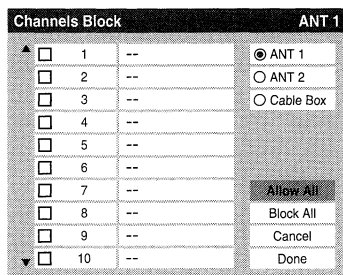 Channels Block ANT 1
1 -- ANT 1
2 -- ANT 2
3 -- Cable Box
4 --
5 --
6 --
7 -- Allow All
8 -- Block All
9 -- Cancel
10 -- Done